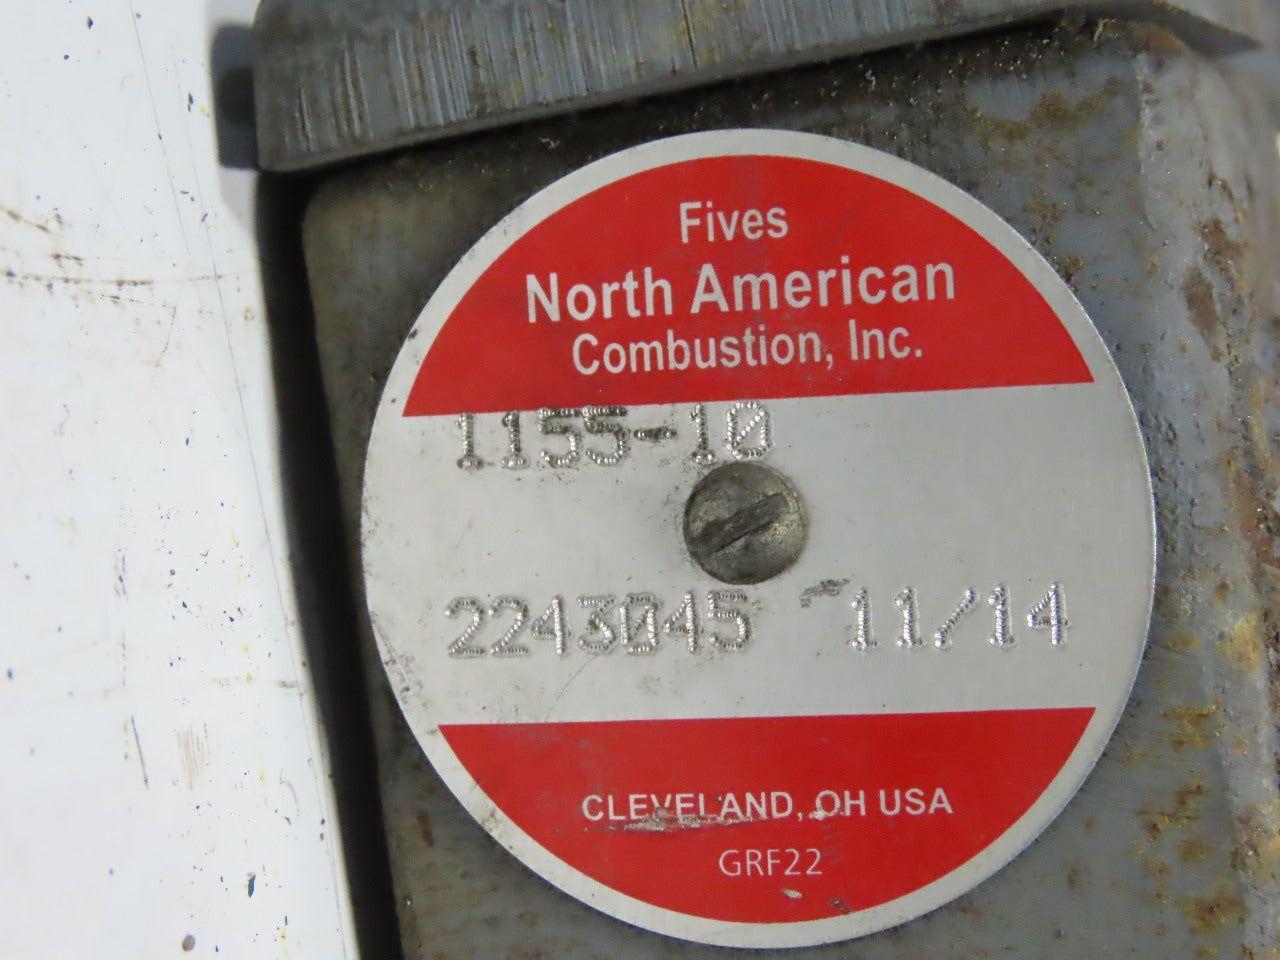 Fives
North American
Combustion, Inc.
1155-10
2243045 11/14
CLEVELAND, OH USA
GRF22